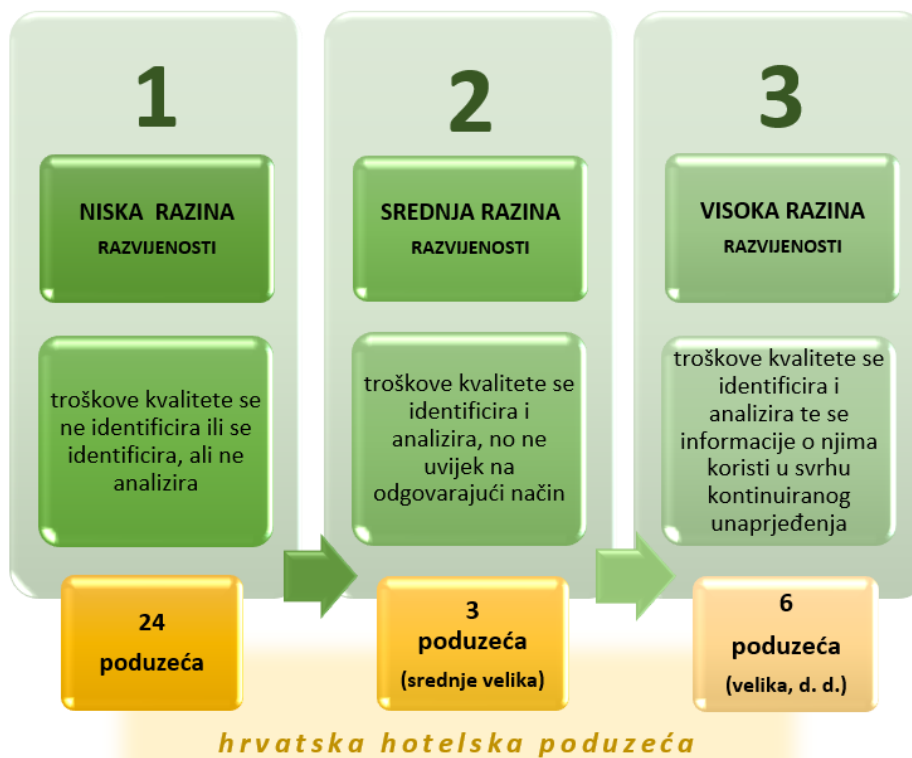 1
NISKA RAZINA
RAZVIJENOSTI
troškove kvalitete se
ne identificira ili se
identificira, ali ne
analizira
24
poduzeća
2
SREDNJA RAZINA
RAZVIJENOSTI
troškove kvalitete se
identificira i
analizira, no ne
uvijek na
odgovarajući način
3
poduzeća
(srednje velika)
3
VISOKA RAZINA
RAZVIJENOSTI
troškove kvalitete se
identificira i
analizira te se
informacije o njima
koristi u svrhu
kontinuiranog
unaprjeđenja
6
poduzeća
(velika, d. d.)
hrvatska hotelska poduzeća